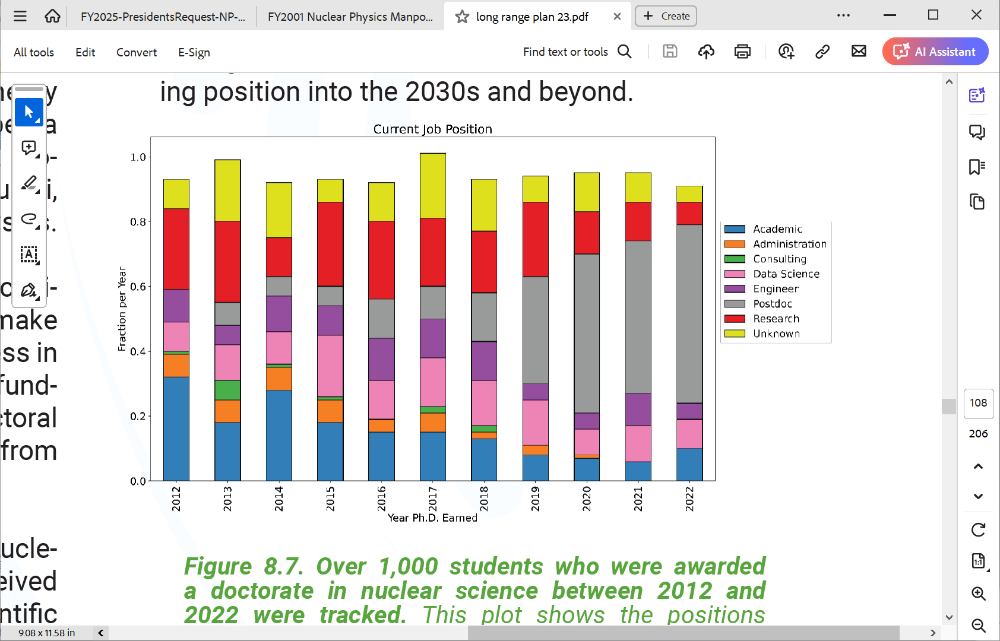 FY2025-PresidentsRequest-NP-...
FY2001 Nuclear Physics Manpo...
long range plan 23.pdf
Create
All tools
Edit
Convert
E-Sign
Find text or tools
AI Assistant
ing position into the 2030s and beyond.
make
ess in
fund-
ctoral
from
ucle-
eived
ntific
Current Job Position
Fraction per Year
1.0
0.8
0.6
0.4
0.2
0.0
2012
2013
2014
2015
2016
2017
2018
2019
2020
2021
2022
Year Ph.D. Earned
Academic
Administration
Consulting
Data Science
Engineer
Postdoc
Research
Unknown
Figure 8.7. Over 1,000 students who were awarded
a doctorate in nuclear science between 2012 and
2022 were tracked. This plot shows the positions
108
206
1:1
9.08 x 11.58 in